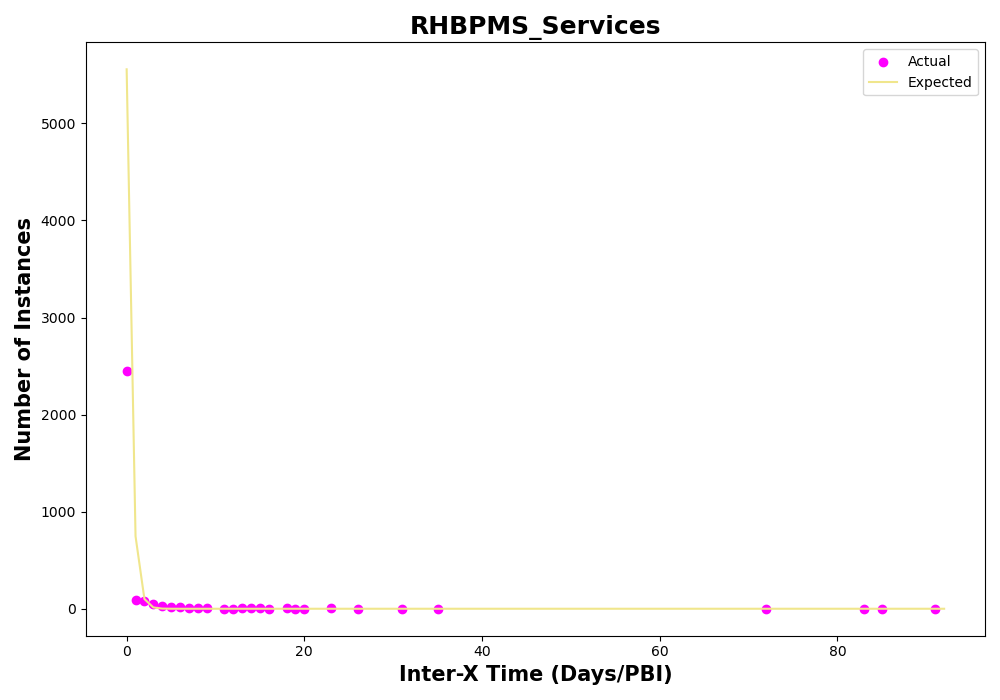 RHBPMS_Services
Actual
Expected
Number of Instances
5000
4000
3000
2000
1000
0
0 20 40 60 80
Inter-X Time (Days/PBI)